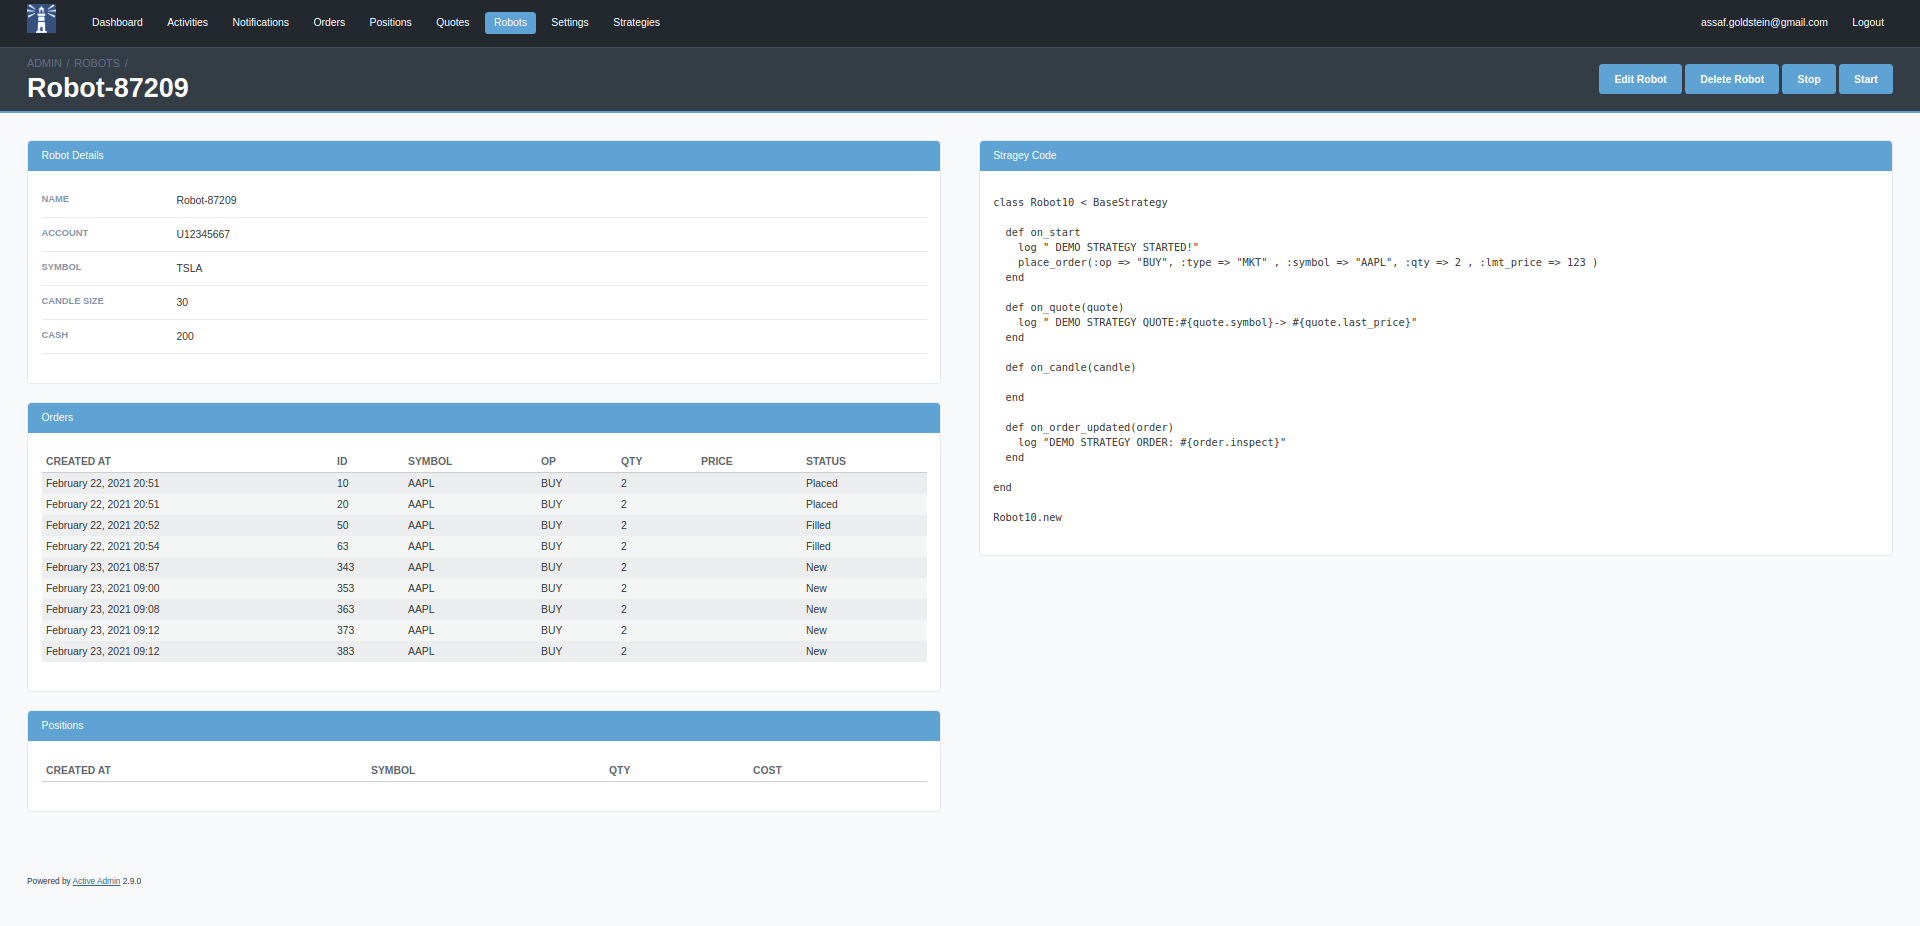 Dashboard Activities Notifications Orders Positions Quotes Robots Settings Strategies assaf.goldstein@gmail.com Logout
ADMIN / ROBOTS /
Robot-87209
Edit Robot Delete Robot Stop Start
Robot Details
NAME Robot-87209
ACCOUNT U12345667
SYMBOL TSLA
CANDLE SIZE 30
CASH 200
Orders
CREATED AT ID SYMBOL OP QTY PRICE STATUS
February 22, 2021 20:51 10 AAPL BUY 2 Placed
February 22, 2021 20:51 20 AAPL BUY 2 Placed
February 22, 2021 20:52 50 AAPL BUY 2 Filled
February 22, 2021 20:54 63 AAPL BUY 2 Filled
February 23, 2021 08:57 343 AAPL BUY 2 New
February 23, 2021 09:00 353 AAPL BUY 2 New
February 23, 2021 09:08 363 AAPL BUY 2 New
February 23, 2021 09:12 373 AAPL BUY 2 New
February 23, 2021 09:12 383 AAPL BUY 2 New
Positions
CREATED AT SYMBOL QTY COST
Stragey Code
class Robot10 < BaseStrategy
def on_start
log " DEMO STRATEGY STARTED!"
place_order(:op => "BUY", :type => "MKT" , :symbol => "AAPL", :qty => 2 , :lmt_price => 123 )
end
def on_quote(quote)
log " DEMO STRATEGY QUOTE:#{quote.symbol}-> #{quote.last_price}"
end
def on_candle(candle)
end
def on_order_updated(order)
log "DEMO STRATEGY ORDER: #{order.inspect}"
end
end
Robot10.new
Powered by Active Admin 2.9.0